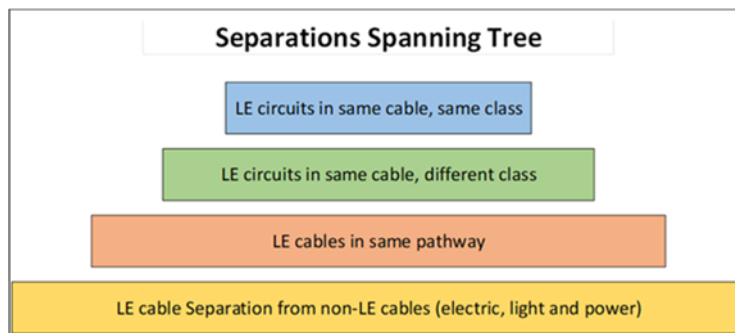 Separations Spanning Tree
LE circuits in same cable, same class
LE circuits in same cable, different class
LE cables in same pathway
LE cable Separation from non-LE cables (electric, light and power)